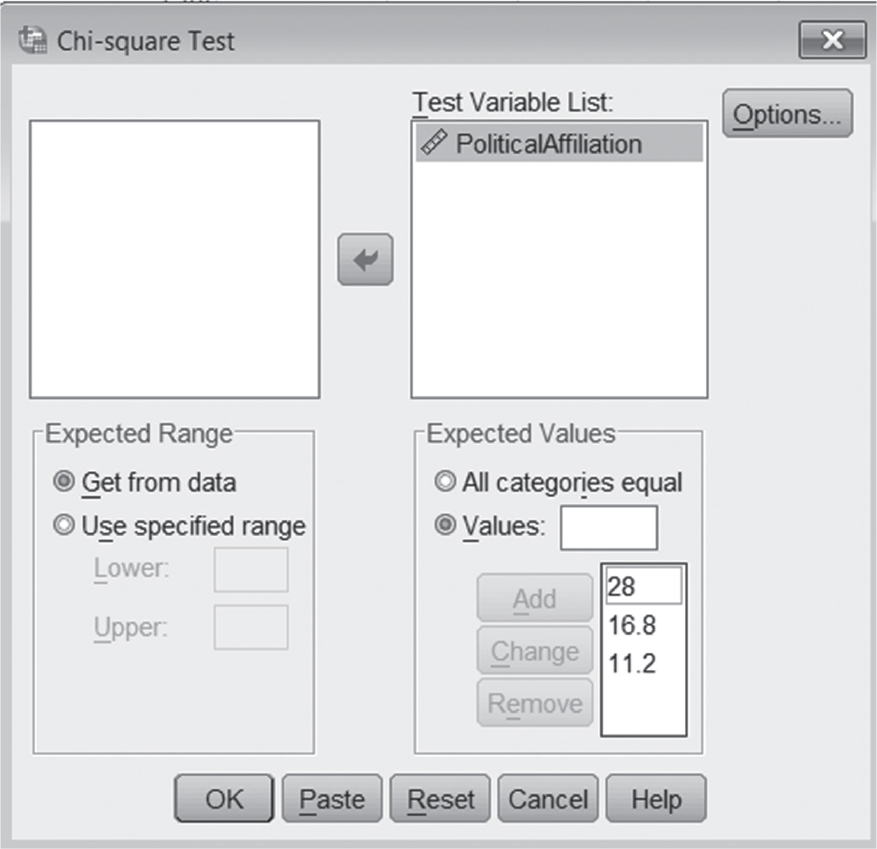 Chi-square Test
Test Variable List:
Options...
PoliticalAffiliation
Expected Range
Get from data
Use specified range
Lower:
Upper:
Expected Values
All categories equal
Values:
Add
Change
Remove
28
16.8
11.2
OK
Paste
Reset
Cancel
Help